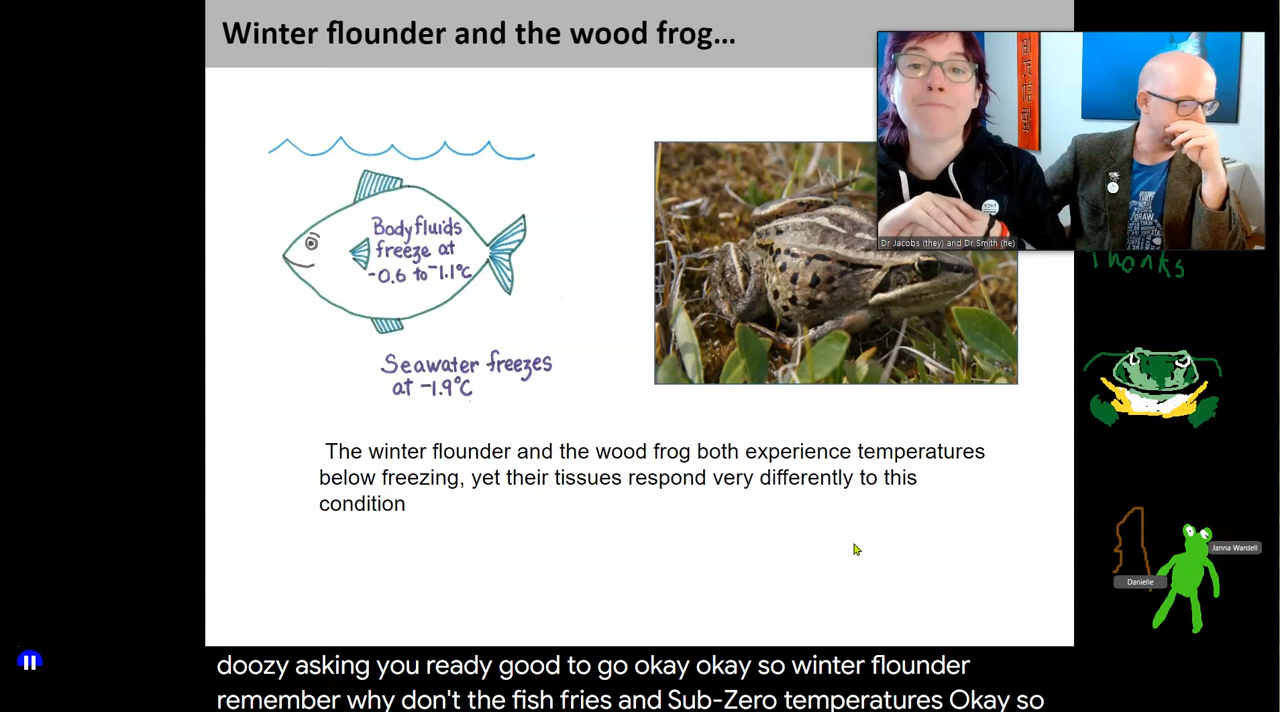 Winter flounder and the wood frog…
Body fluids
freeze at
-0.6 to -1.1°C
Seawater freezes
at -1.9°C
Dr Jacobs (they) and Dr Smith (he)
Thanks
The winter flounder and the wood frog both experience temperatures
below freezing, yet their tissues respond very differently to this
condition
Janna Wardell
Danielle
doozy asking you ready good to go okay okay so winter flounder
remember why don't the fish fries and Sub-Zero temperatures Okay so